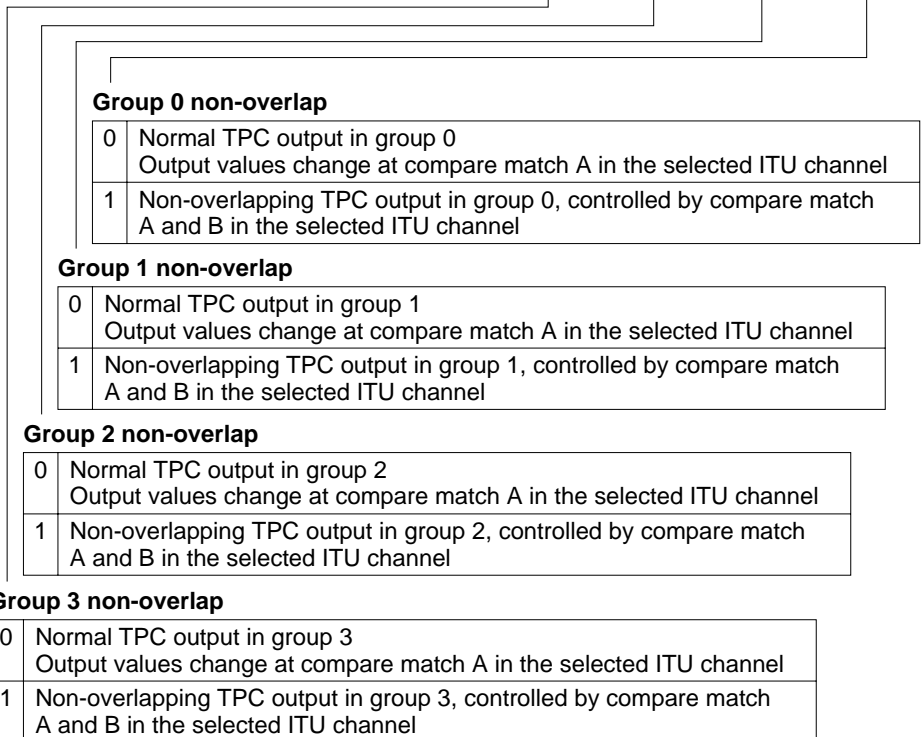 Group 0 non-overlap
0 Normal TPC output in group 0
Output values change at compare match A in the selected ITU channel
1 Non-overlapping TPC output in group 0, controlled by compare match
A and B in the selected ITU channel
Group 1 non-overlap
0 Normal TPC output in group 1
Output values change at compare match A in the selected ITU channel
1 Non-overlapping TPC output in group 1, controlled by compare match
A and B in the selected ITU channel
Group 2 non-overlap
0 Normal TPC output in group 2
Output values change at compare match A in the selected ITU channel
1 Non-overlapping TPC output in group 2, controlled by compare match
A and B in the selected ITU channel
Group 3 non-overlap
0 Normal TPC output in group 3
Output values change at compare match A in the selected ITU channel
1 Non-overlapping TPC output in group 3, controlled by compare match
A and B in the selected ITU channel